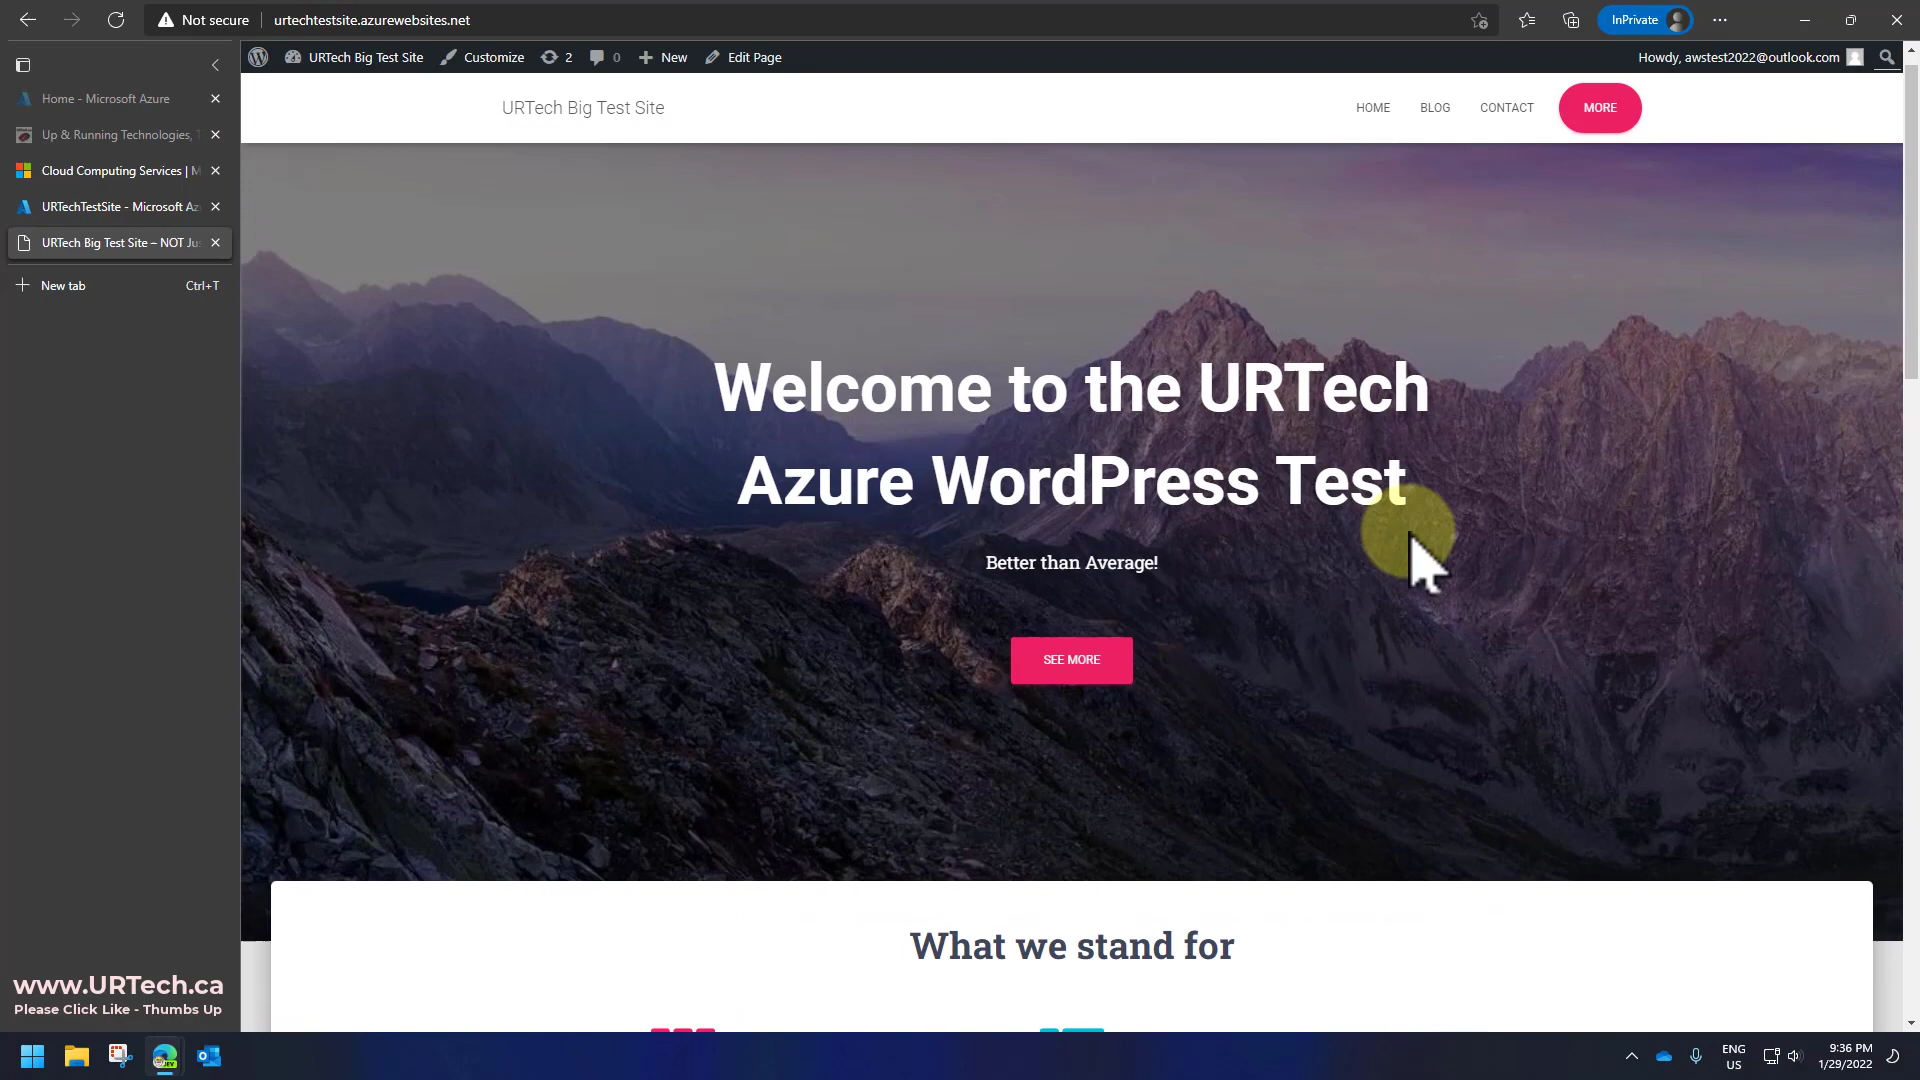 Not secure
urtechtestsite.azurewebsites.net
InPrivate
Home - Microsoft Azure
Up & Running Technologies, T
Cloud Computing Services | M
URTechTestSite - Microsoft Az
URTech Big Test Site – NOT Ju
New tab Ctrl+T
URTech Big Test Site Customize 2 0 New Edit Page
Howdy, awstest2022@outlook.com
URTech Big Test Site
HOME BLOG CONTACT MORE
Welcome to the URTech
Azure WordPress Test
Better than Average!
SEE MORE
What we stand for
www.URTech.ca
Please Click Like - Thumbs Up
ENG
US
9:36 PM
1/29/2022